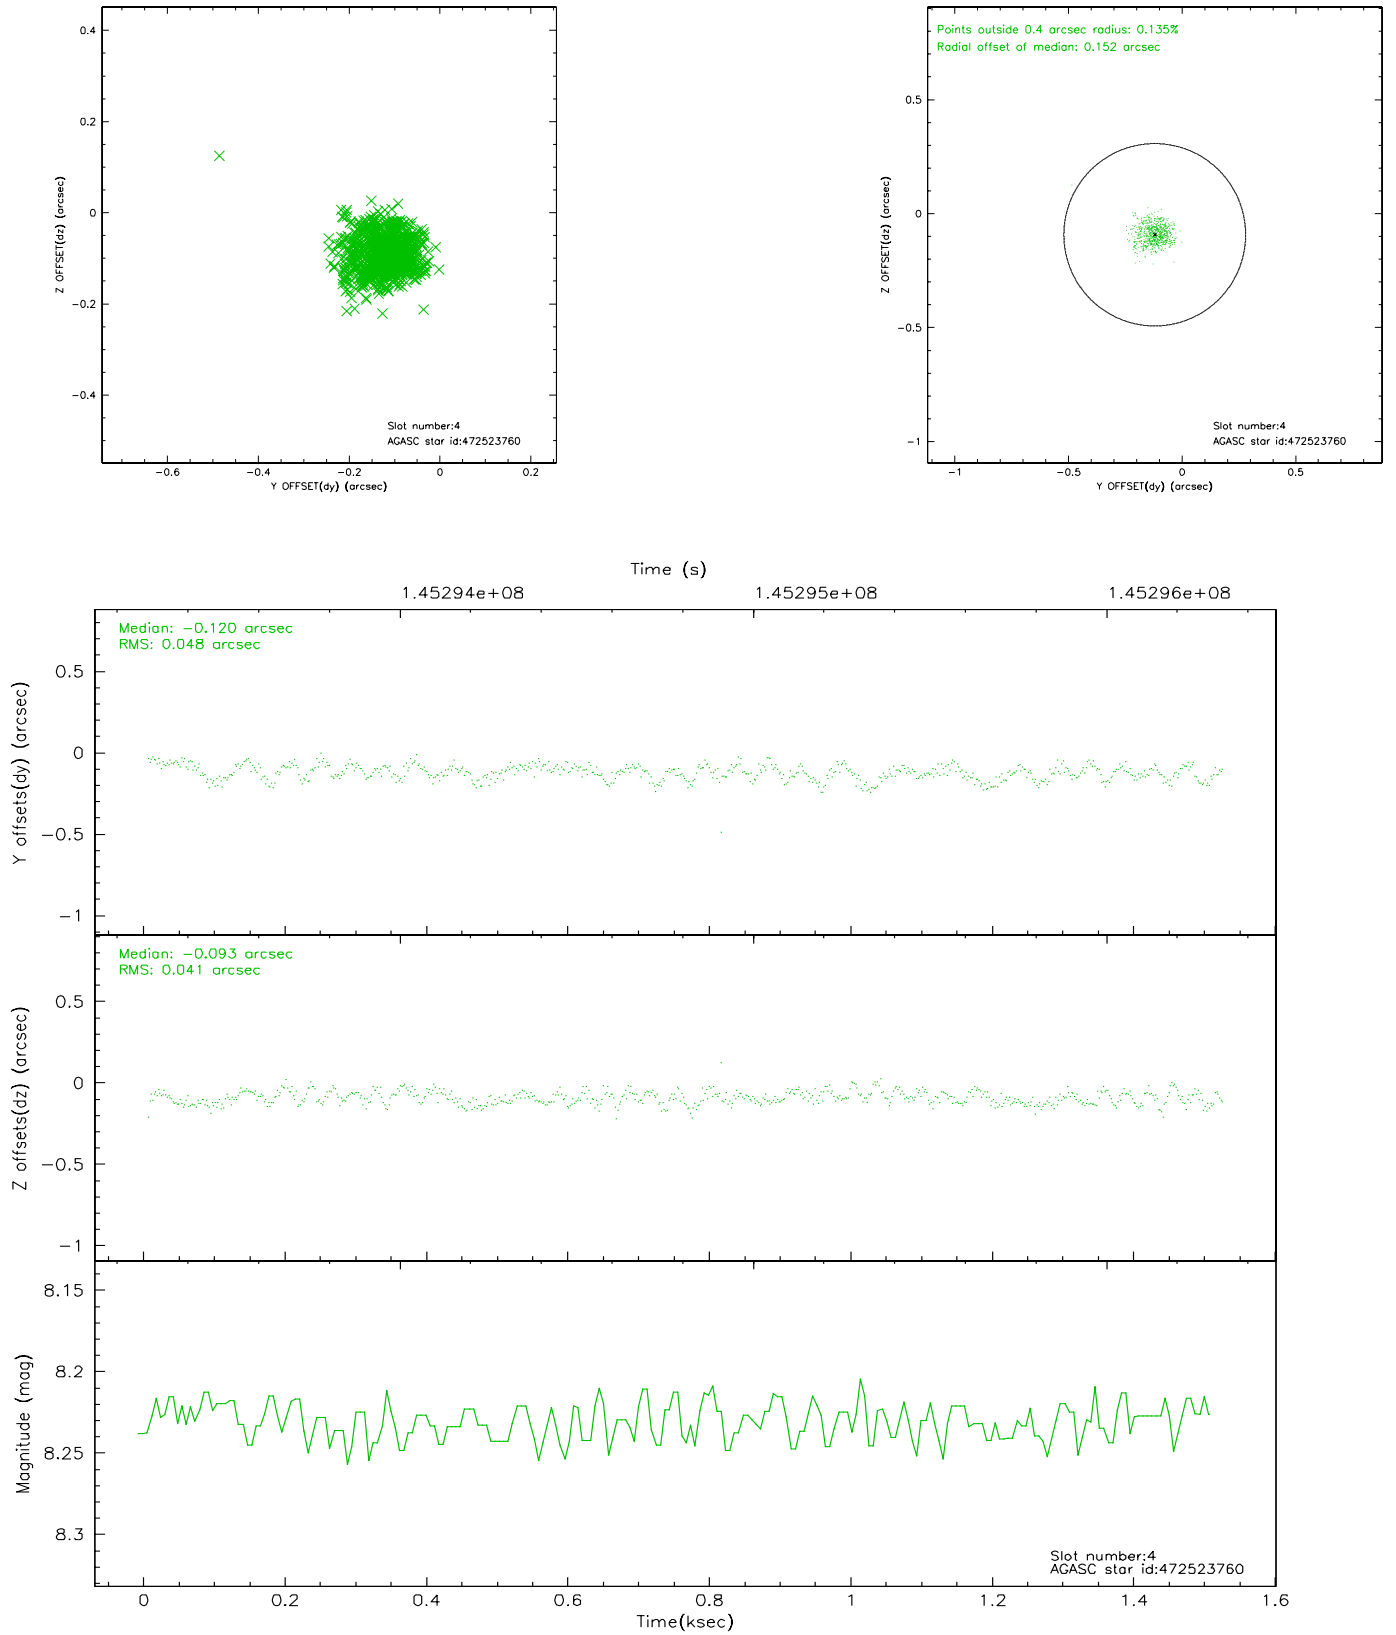 0.4
0.2
0
-0.2
-0.4
Z OFFSET(dz) (arcsec)
Slot number:4
AGASC star id:472523760
-0.6 -0.4 -0.2 0 0.2
Y OFFSET(dy) (arcsec)
Points outside 0.4 arcsec radius: 0.135%
Radial offset of median: 0.152 arcsec
0.5
0
-0.5
-1
Z OFFSET(dz) (arcsec)
Slot number:4
AGASC star id:472523760
-1 -0.5 0 0.5
Y OFFSET(dy) (arcsec)
Time (s)
1.45294e+08 1.45295e+08 1.45296e+08
Median: -0.120 arcsec
RMS: 0.048 arcsec
0.5
0
-0.5
-1
Y offsets(dy) (arcsec)
Median: -0.093 arcsec
RMS: 0.041 arcsec
0.5
0
-0.5
-1
Z offsets(dz) (arcsec)
8.15
8.2
8.25
8.3
Magnitude (mag)
Slot number:4
AGASC star id:472523760
0 0.2 0.4 0.6 0.8 1 1.2 1.4 1.6
Time(ksec)